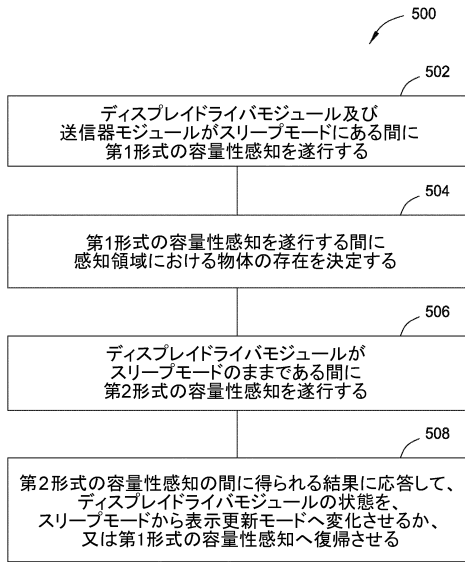 500
502
ディスプレイドライバモジュール及び
送信器モジュールがスリープモードにある間に
第1形式の容量性感知を遂行する
504
第1形式の容量性感知を遂行する間に
感知領域における物体の存在を決定する
506
ディスプレイドライバモジュールが
スリープモードのままである間に
第2形式の容量性感知を遂行する
508
第2形式の容量性感知の間に得られる結果に応答して、
ディスプレイドライバモジュールの状態を、
スリープモードから表示更新モードへ変化させるか、
又は第1形式の容量性感知へ復帰させる